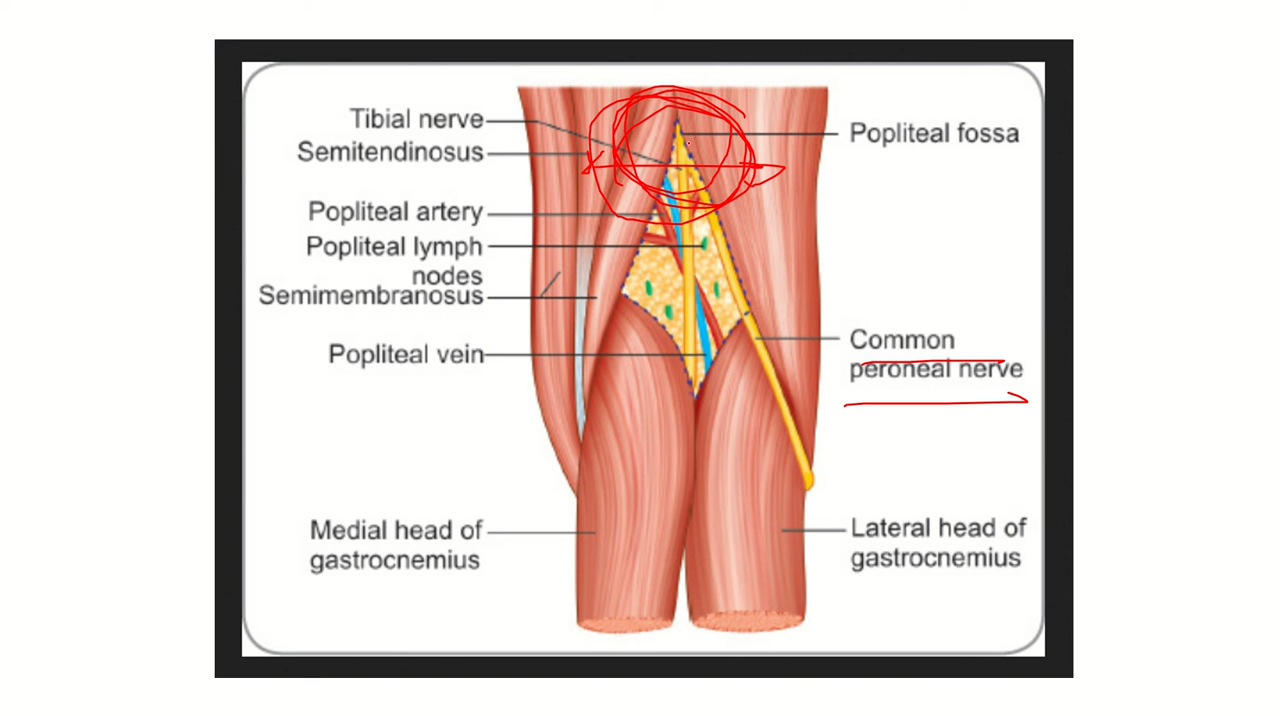 Tibial nerve
Semitendinosus
Popliteal artery
Popliteal lymph
nodes
Semimembranosus
Popliteal vein
Medial head of
gastrocnemius
Popliteal fossa
Common
peroneal nerve
Lateral head of
gastrocnemius